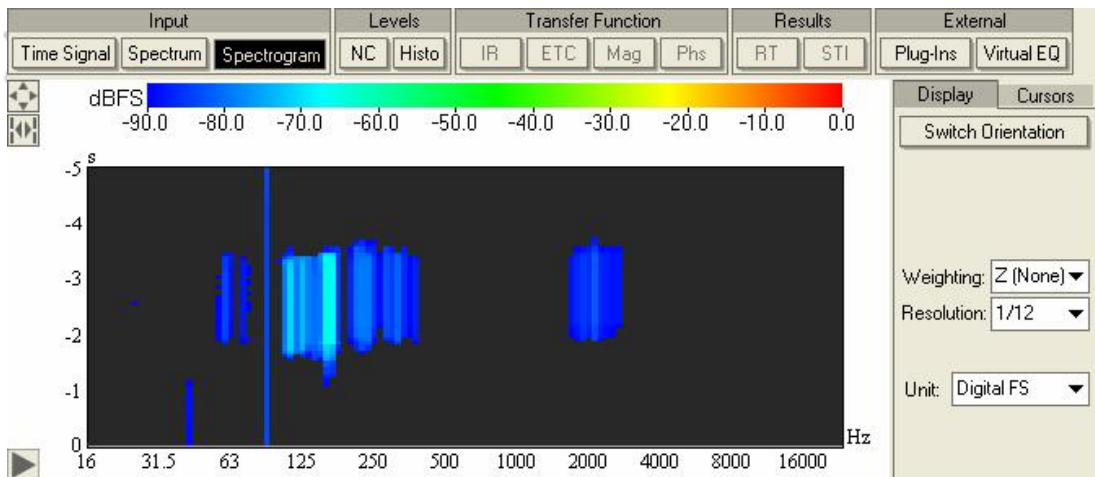 Input Levels Transfer Function Results External
Time Signal Spectrum Spectrogram NC Histo IR ETC Mag Phs RT STI Plug-Ins Virtual EQ
dBFS
-90.0 -80.0 -70.0 -60.0 -50.0 -40.0 -30.0 -20.0 -10.0 0.0
Display Cursors
Switch Orientation
s
-5
-4
-3
-2
-1
0
Hz
16 31.5 63 125 250 500 1000 2000 4000 8000 16000
Weighting: Z (None)
Resolution: 1/12
Unit: Digital FS